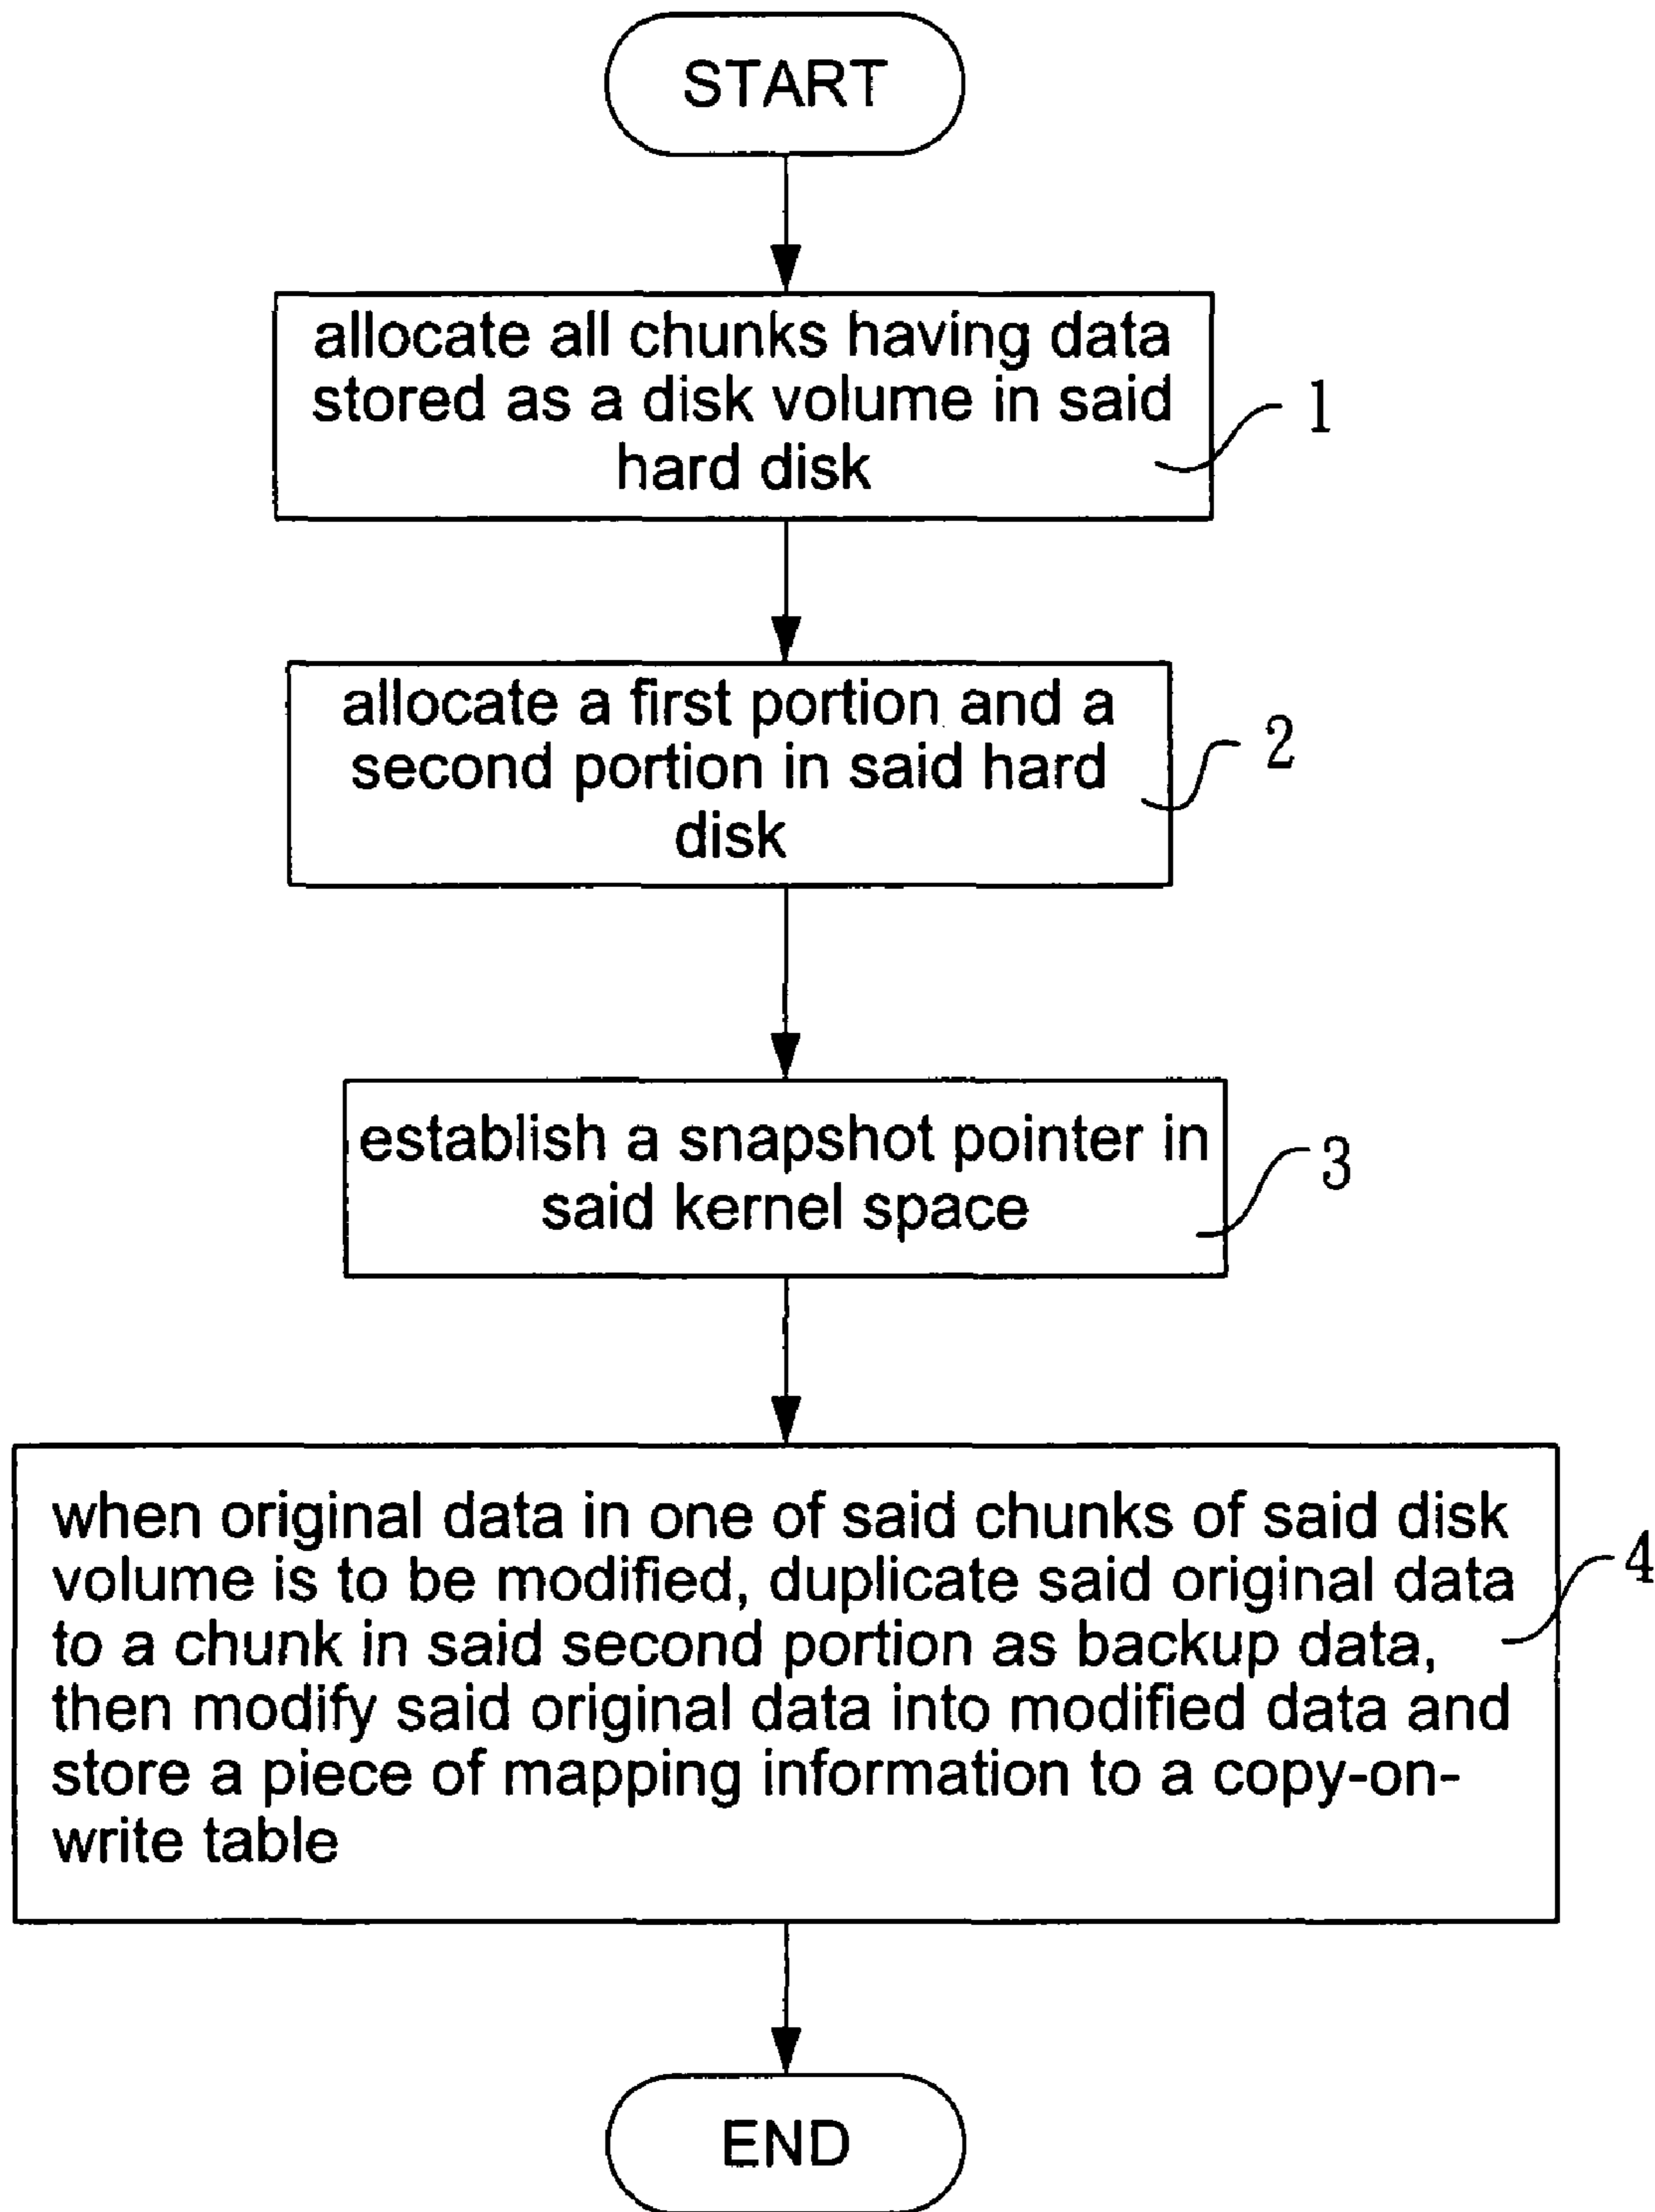 START
allocate all chunks having data
stored as a disk volume in said
hard disk
1
allocate a first portion and a
second portion in said hard
disk
2
establish a snapshot pointer in
said kernel space
3
when original data in one of said chunks of said disk
volume is to be modified, duplicate said original data
to a chunk in said second portion as backup data,
then modify said original data into modified data and
store a piece of mapping information to a copy-on-
write table
4
END